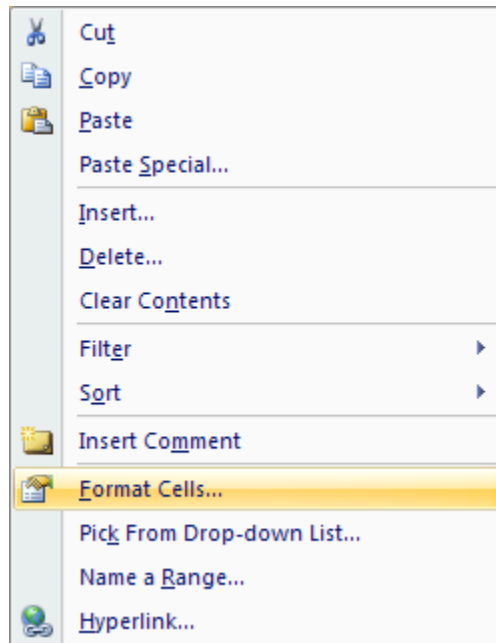 Cut
Copy
Paste
Paste Special...
Insert...
Delete...
Clear Contents
Filter
Sort
Insert Comment
Format Cells...
Pick From Drop-down List...
Name a Range...
Hyperlink...